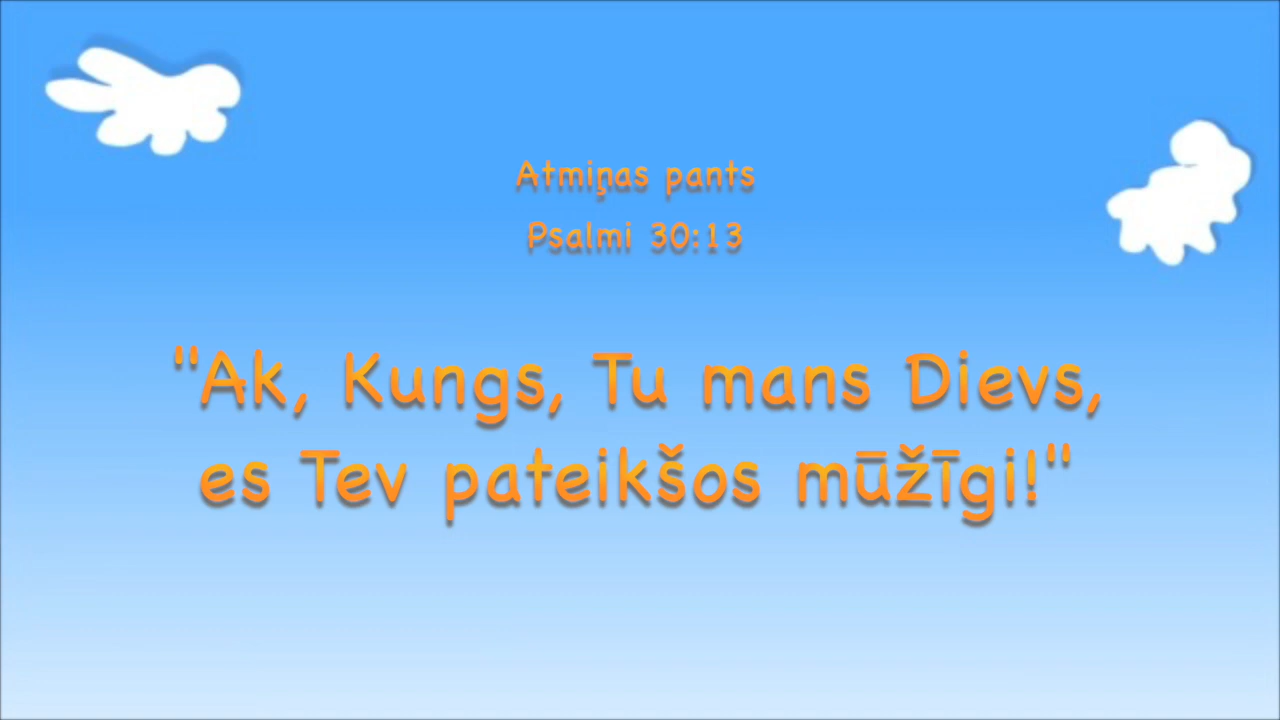 Atmiņas pants
Psalmi 30:13
"Ak, Kungs, Tu mans Dievs,
es Tev pateikšos mūžīgi!"